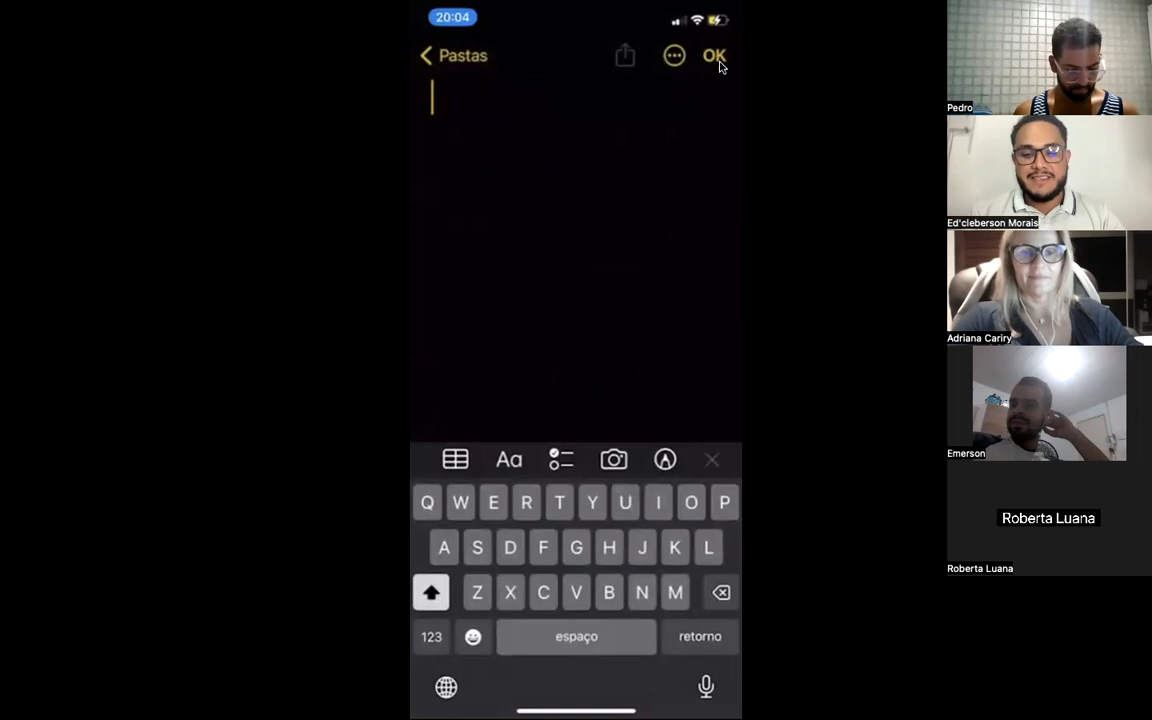 20:04
Pastas
OK
Aa
Q W E R T Y U I O P
A S D F G H J K L
Z X C V B N M
123 espaço retorno
Pedro
Ed'cleberson Morais
Adriana Cariry
Emerson
Roberta Luana
Roberta Luana